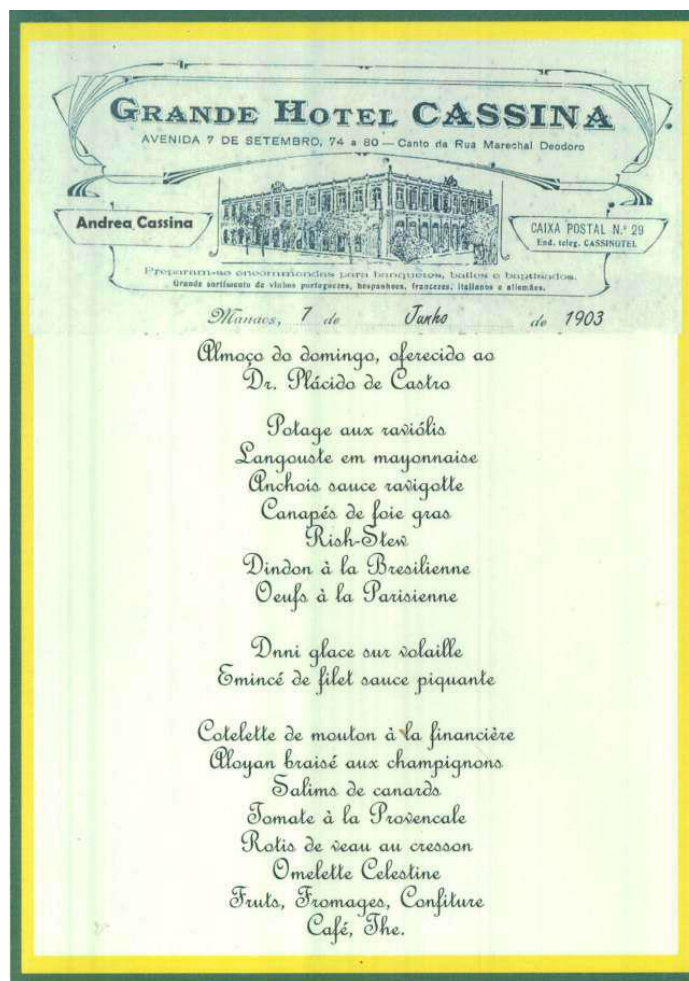 GRANDE HOTEL CASSINA
AVENIDA 7 DE SETEMBRO, 74 a 80 — Canto da Rua Marechal Deodoro
Andrea Cassina
CAIXA POSTAL N.º 29
End. teleg. CASSINOTEL
Preparam-se encommendas para banquetes, bailes e baptisados.
Grande sortimento de vinhos portuguezes, hespanhoes, francezes, italianos e allemães.
Manaos, 7 de Junho de 1903
Almoço do domingo, oferecido ao
Dr. Plácido de Castro
Potage aux raviólis
Langouste em mayonnaise
Anchois sauce ravigotte
Canapés de foie gras
Rish-Stew
Dindon à la Bresilienne
Oeufs à la Parisienne
Dnni glace sur volaille
Emincé de filet sauce piquante
Cotelette de mouton à la financière
Aloyan braisé aux champignons
Salims de canards
Tomate à la Provencale
Rotis de veau au cresson
Omelette Celestine
Fruts, Fromages, Confiture
Café, The.